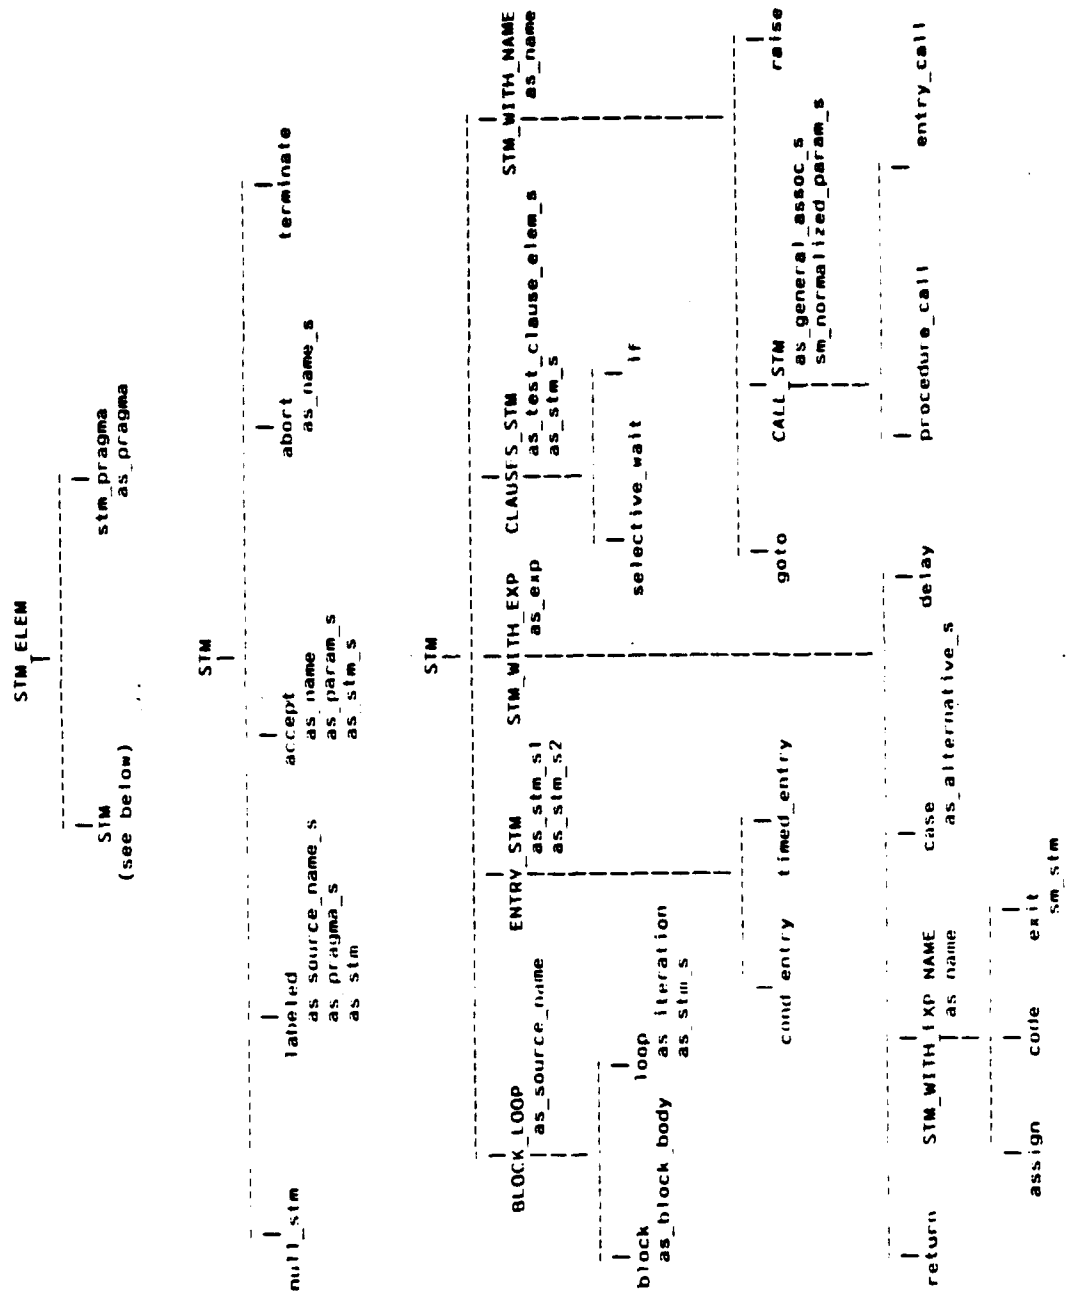 STM_ELEM
STM
(see below)
stm_pragma
as_pragma
STM
null_stm
labeled
as_source_name_s
as_pragma_s
as_stm
accept
as_name
as_param_s
as_stm_s
abort
as_name_s
terminate
STM
BLOCK_LOOP
as_source_name
ENTRY_STM
as_stm_s1
as_stm_s2
STM_WITH_EXP
as_exp
CLAUSES_STM
as_test_clause_elem_s
as_stm_s
STM_WITH_NAME
as_name
block
as_block_body
loop
as_iteration
as_stm_s
selective_wait
if
cond_entry
timed_entry
goto
CALL_STM
as_general_assoc_s
sm_normalized_param_s
raise
return
STM_WITH_EXP_NAME
as_name
case
as_alternative_s
delay
procedure_call
entry_call
assign
code
exit
sm_stm